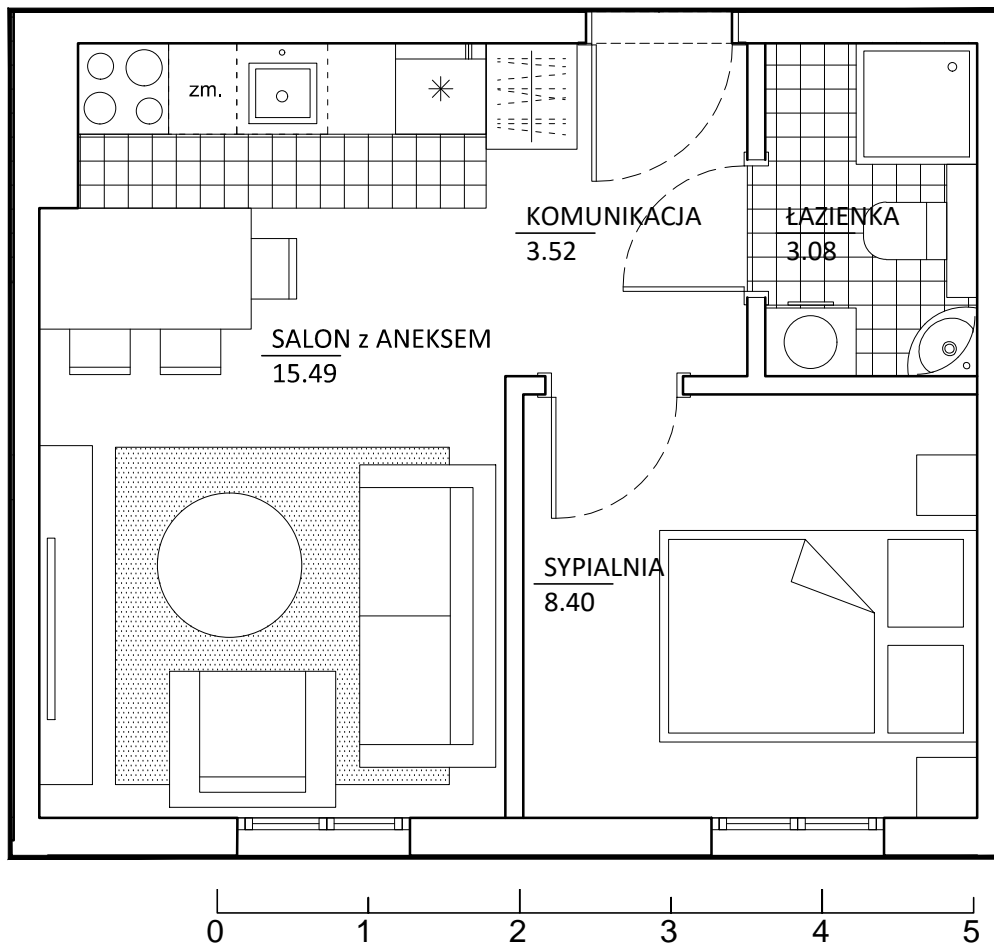 zm.
KOMUNIKACJA
3.52
ŁAZIENKA
3.08
SALON z ANEKSEM
15.49
SYPIALNIA
8.40
0 1 2 3 4 5